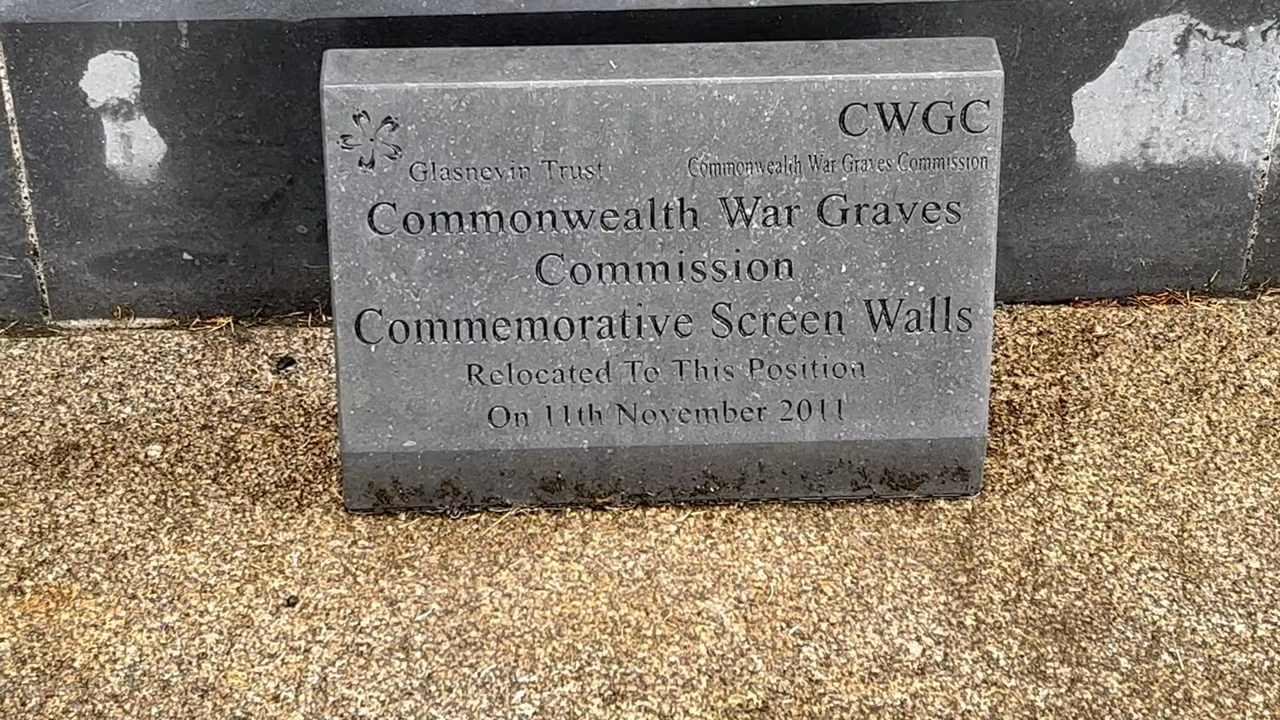 CWGC
Glasnevin Trust Commonwealth War Graves Commission
Commonwealth War Graves
Commission
Commemorative Screen Walls
Relocated To This Position
On 11th November 2011